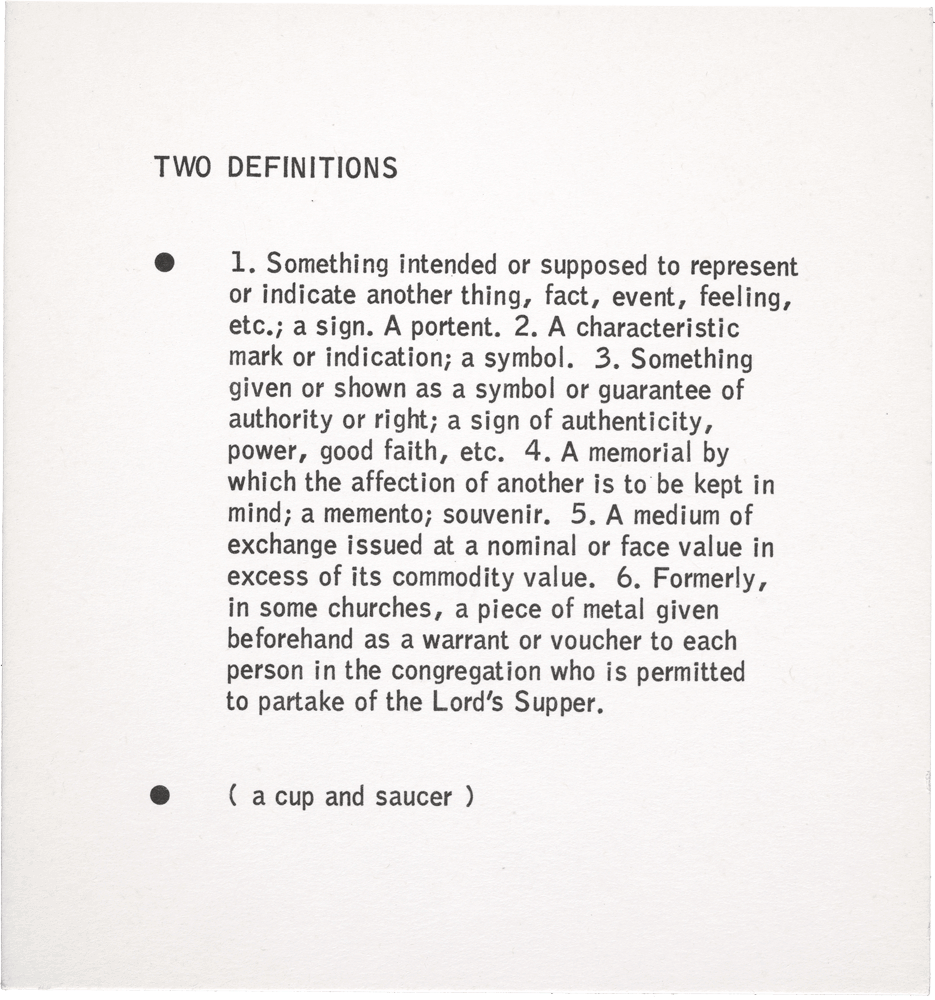 TWO DEFINITIONS
● 1. Something intended or supposed to represent
or indicate another thing, fact, event, feeling,
etc.; a sign. A portent. 2. A characteristic
mark or indication; a symbol. 3. Something
given or shown as a symbol or guarantee of
authority or right; a sign of authenticity,
power, good faith, etc. 4. A memorial by
which the affection of another is to be kept in
mind; a memento; souvenir. 5. A medium of
exchange issued at a nominal or face value in
excess of its commodity value. 6. Formerly,
in some churches, a piece of metal given
beforehand as a warrant or voucher to each
person in the congregation who is permitted
to partake of the Lord's Supper.
● ( a cup and saucer )